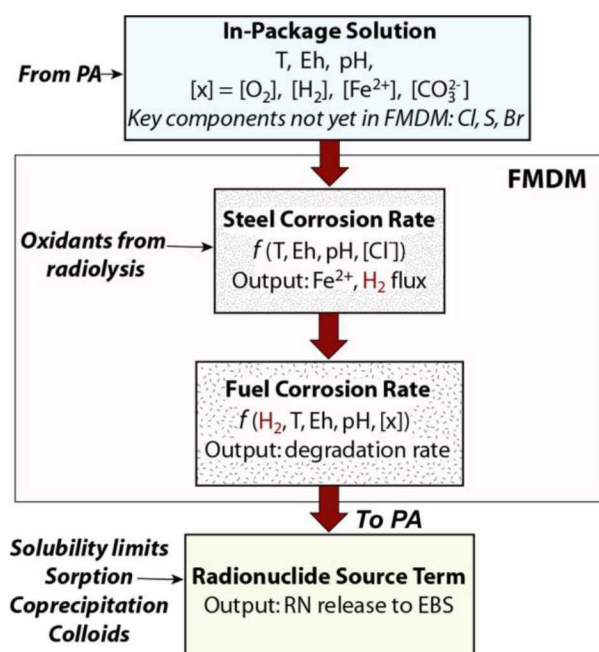 In-Package Solution
T, Eh, pH,
[x] = [O₂], [H₂], [Fe²⁺], [CO₃²⁻]
Key components not yet in FMDM: Cl, S, Br
From PA
FMDM
Steel Corrosion Rate
f (T, Eh, pH, [Cl⁻])
Output: Fe²⁺, H₂ flux
Oxidants from
radiolysis
Fuel Corrosion Rate
f (H₂, T, Eh, pH, [x])
Output: degradation rate
To PA
Solubility limits
Sorption
Coprecipitation
Colloids
Radionuclide Source Term
Output: RN release to EBS